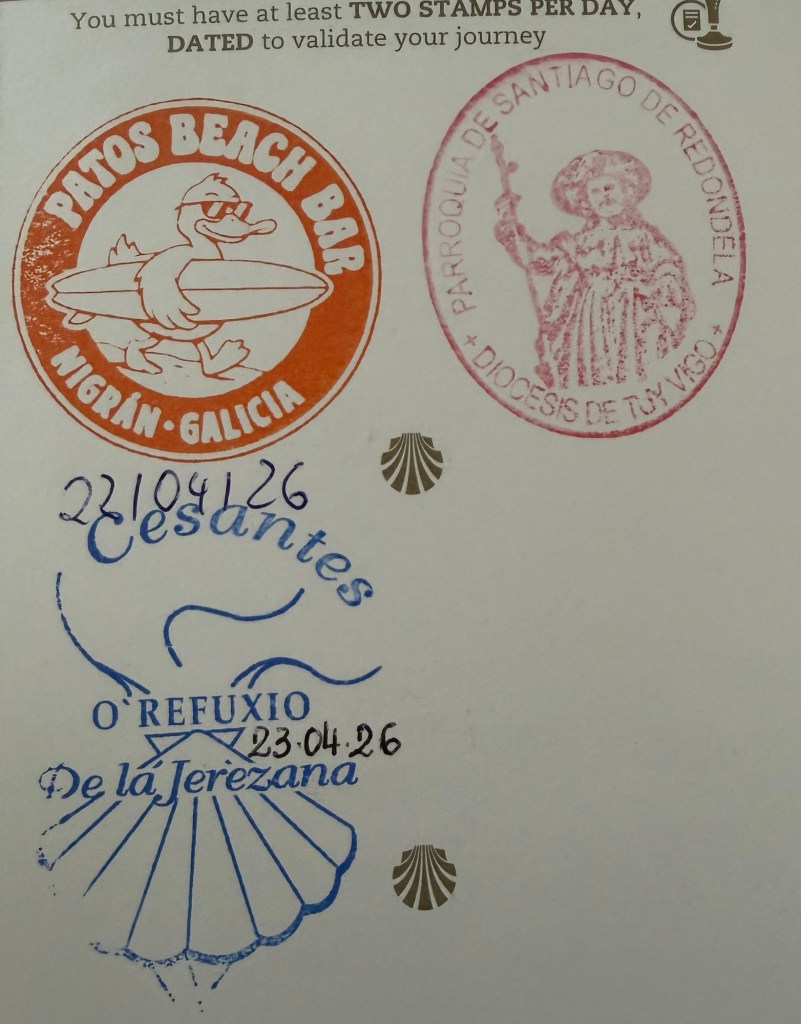 You must have at least TWO STAMPS PER DAY,
DATED to validate your journey
PATOS BEACH BAR
NIGRÁN · GALICIA
22/04/26
PARROQUIA DE SANTIAGO DE REDONDELA
+ DIOCESIS DE TUY VIGO +
Cesantes
O`REFUXIO
23.04.26
De la Jerezana